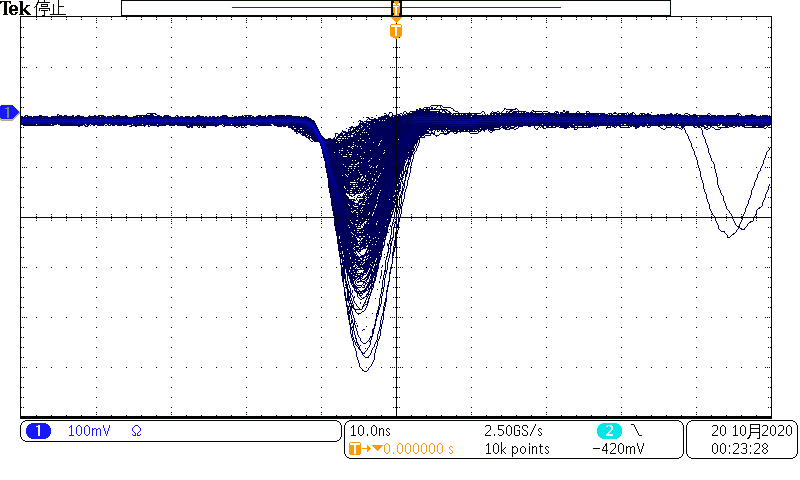 Tek 停止
T
T
1
1 100mV Ω
10.0ns 2.50GS/s 2
T→▼0.000000 s 10k points -420mV
20 10月2020
00:23:28